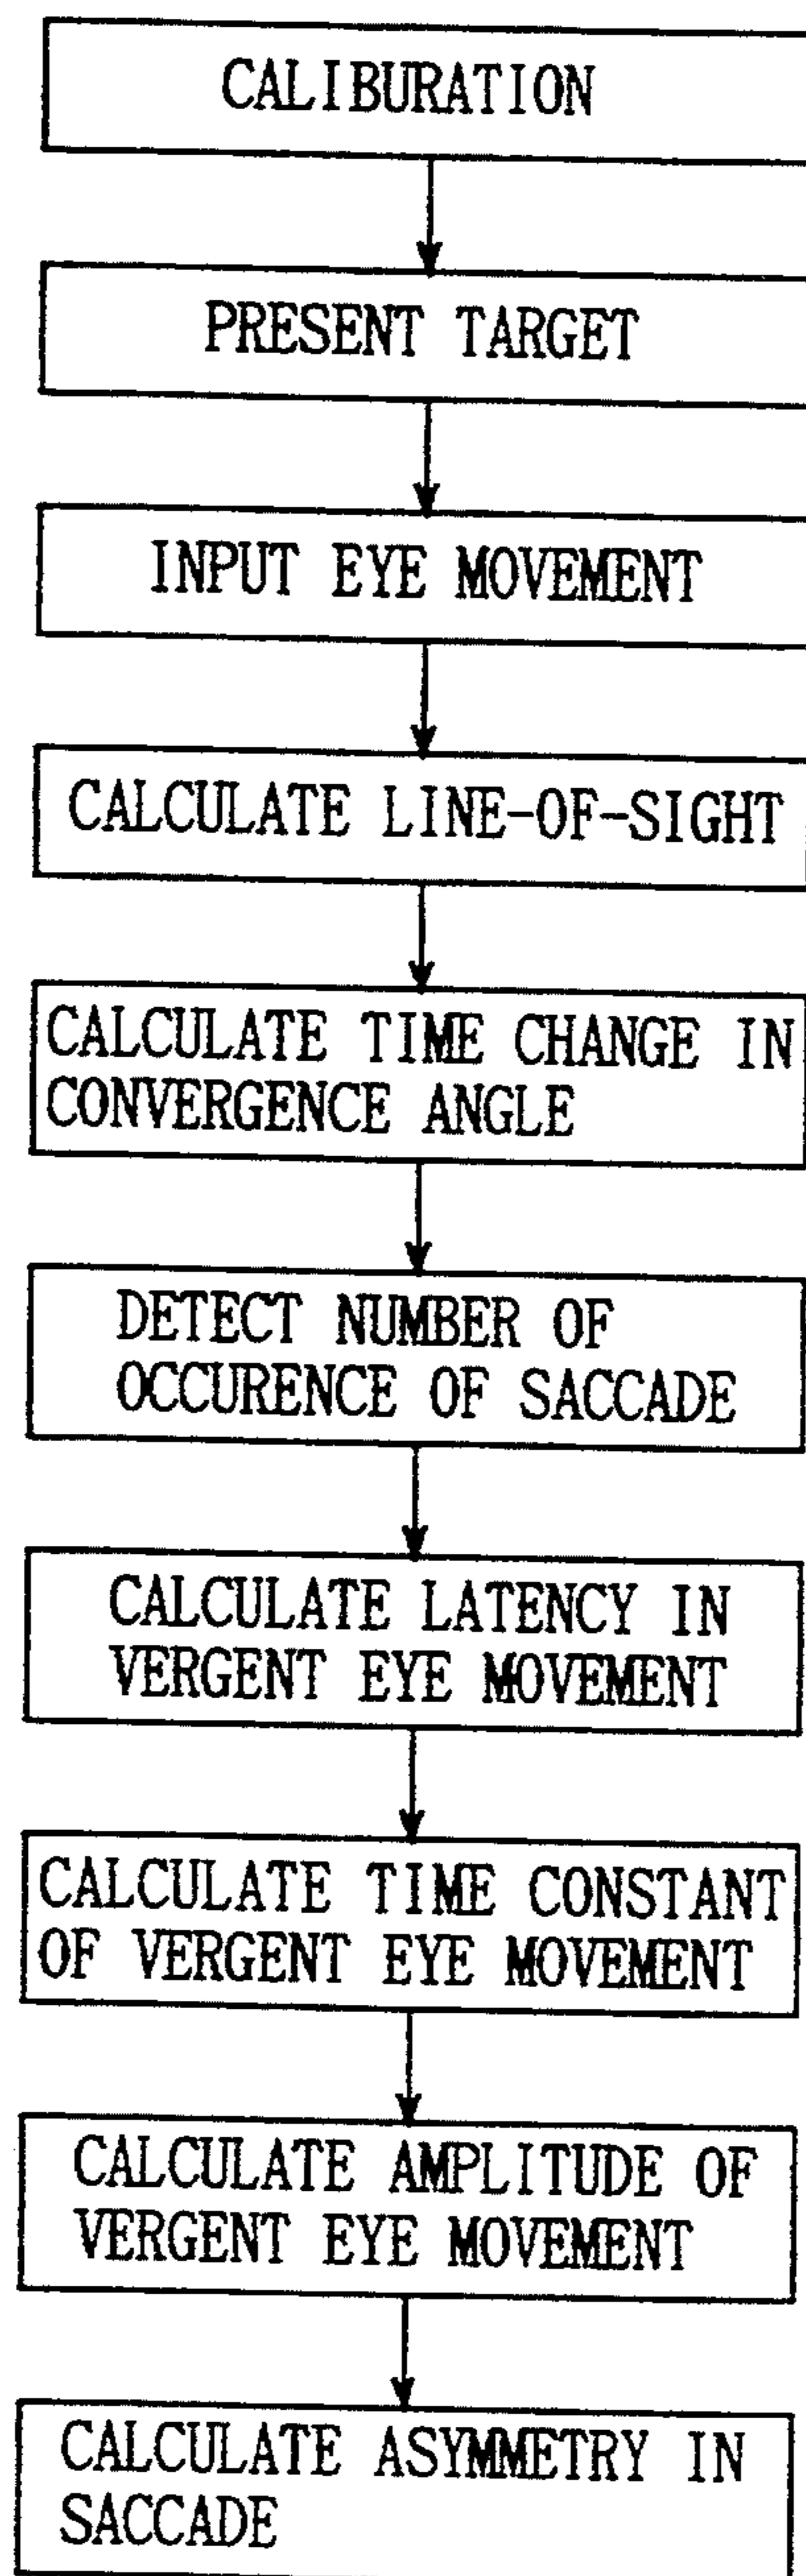 CALIBURATION
PRESENT TARGET
INPUT EYE MOVEMENT
CALCULATE LINE-OF-SIGHT
CALCULATE TIME CHANGE IN
CONVERGENCE ANGLE
DETECT NUMBER OF
OCCURENCE OF SACCADE
CALCULATE LATENCY IN
VERGENT EYE MOVEMENT
CALCULATE TIME CONSTANT
OF VERGENT EYE MOVEMENT
CALCULATE AMPLITUDE OF
VERGENT EYE MOVEMENT
CALCULATE ASYMMETRY IN
SACCADE